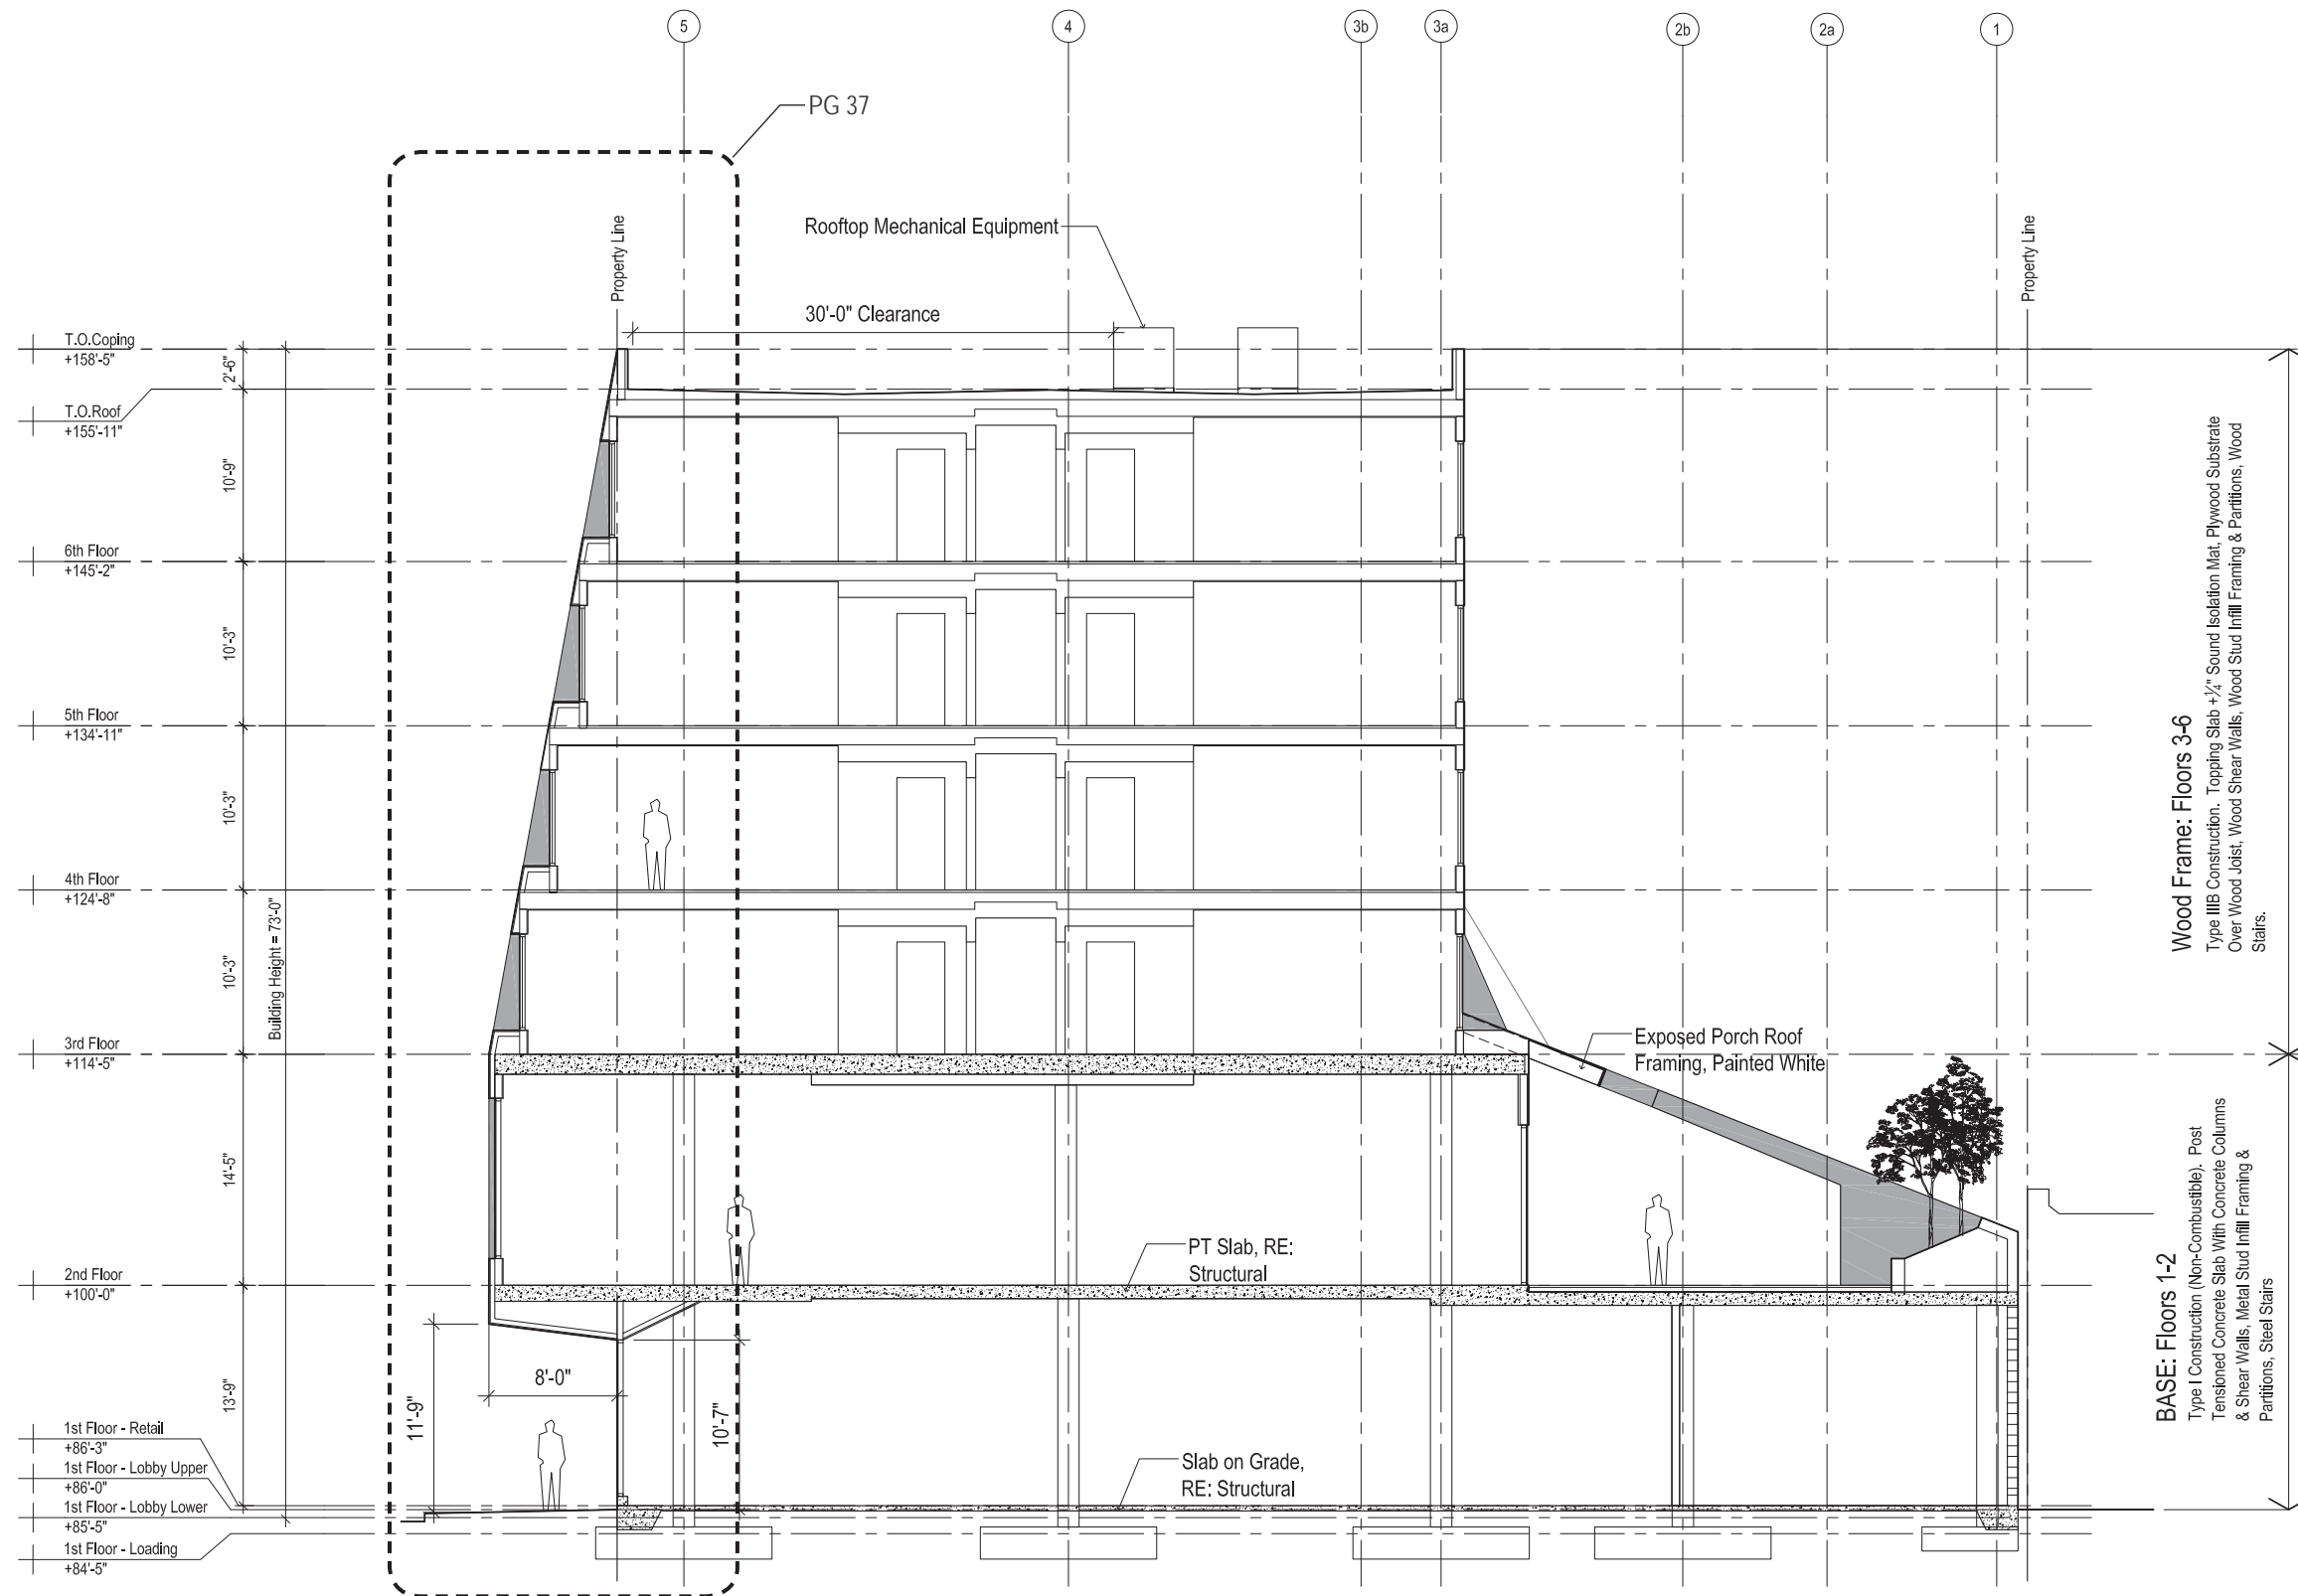 5
4
3b
3a
2b
2a
1
PG 37
Property Line
Rooftop Mechanical Equipment
Property Line
30'-0" Clearance
T.O.Coping
+158'-5"
2'-6"
T.O.Roof
+155'-11"
10'-9"
6th Floor
+145'-2"
10'-3"
5th Floor
+134'-11"
10'-3"
4th Floor
+124'-8"
10'-3"
Building Height = 73'-0"
3rd Floor
+114'-5"
14'-5"
2nd Floor
+100'-0"
13'-9"
1st Floor - Retail
+86'-3"
1st Floor - Lobby Upper
+86'-0"
1st Floor - Lobby Lower
+85'-5"
1st Floor - Loading
+84'-5"
11'-9"
8'-0"
10'-7"
PT Slab, RE:
Structural
Slab on Grade,
RE: Structural
Exposed Porch Roof
Framing, Painted White
Wood Frame: Floors 3-6
Type IIIB Construction. Topping Slab +¼" Sound Isolation Mat, Plywood Substrate
Over Wood Joist, Wood Shear Walls, Wood Stud Infill Framing & Partitions, Wood
Stairs.
BASE: Floors 1-2
Type I Construction (Non-Combustible). Post
Tensioned Concrete Slab With Concrete Columns
& Shear Walls, Metal Stud Infill Framing &
Partitions, Steel Stairs